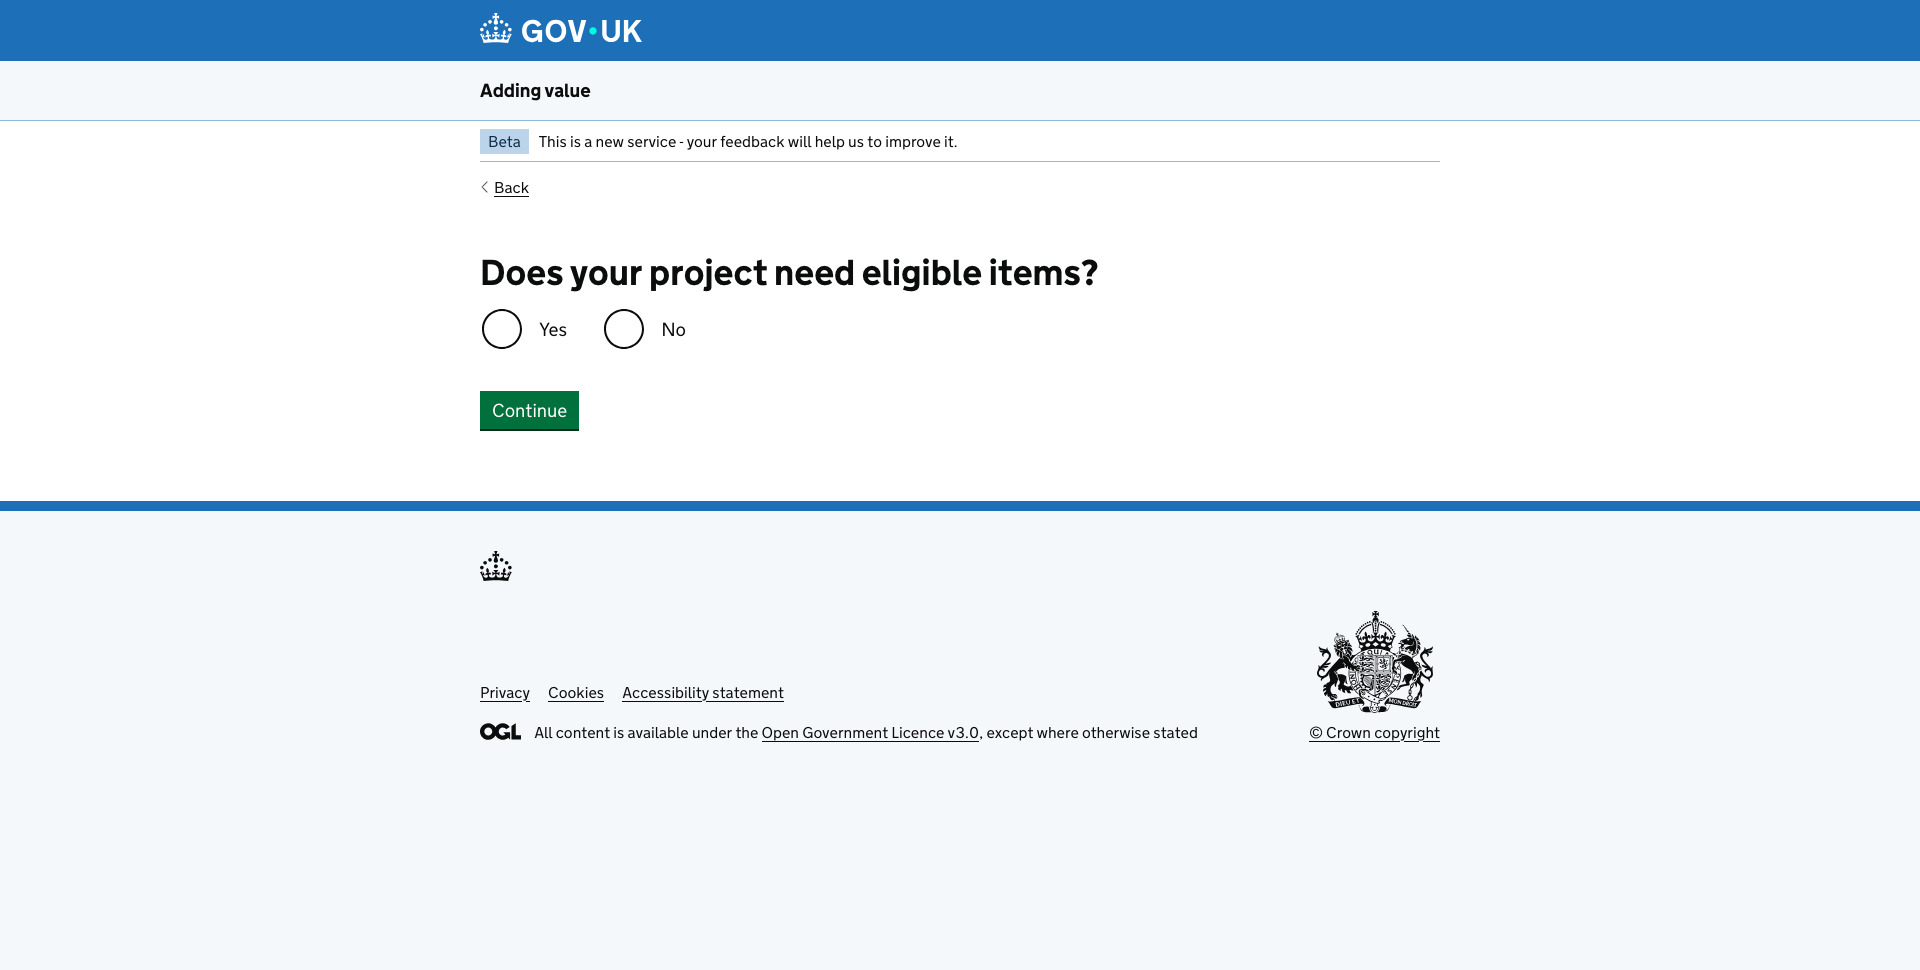 GOV·UK
Adding value
Beta This is a new service - your feedback will help us to improve it.
Back
Does your project need eligible items?
Yes No
Continue
Privacy Cookies Accessibility statement
OGL All content is available under the Open Government Licence v3.0, except where otherwise stated
© Crown copyright